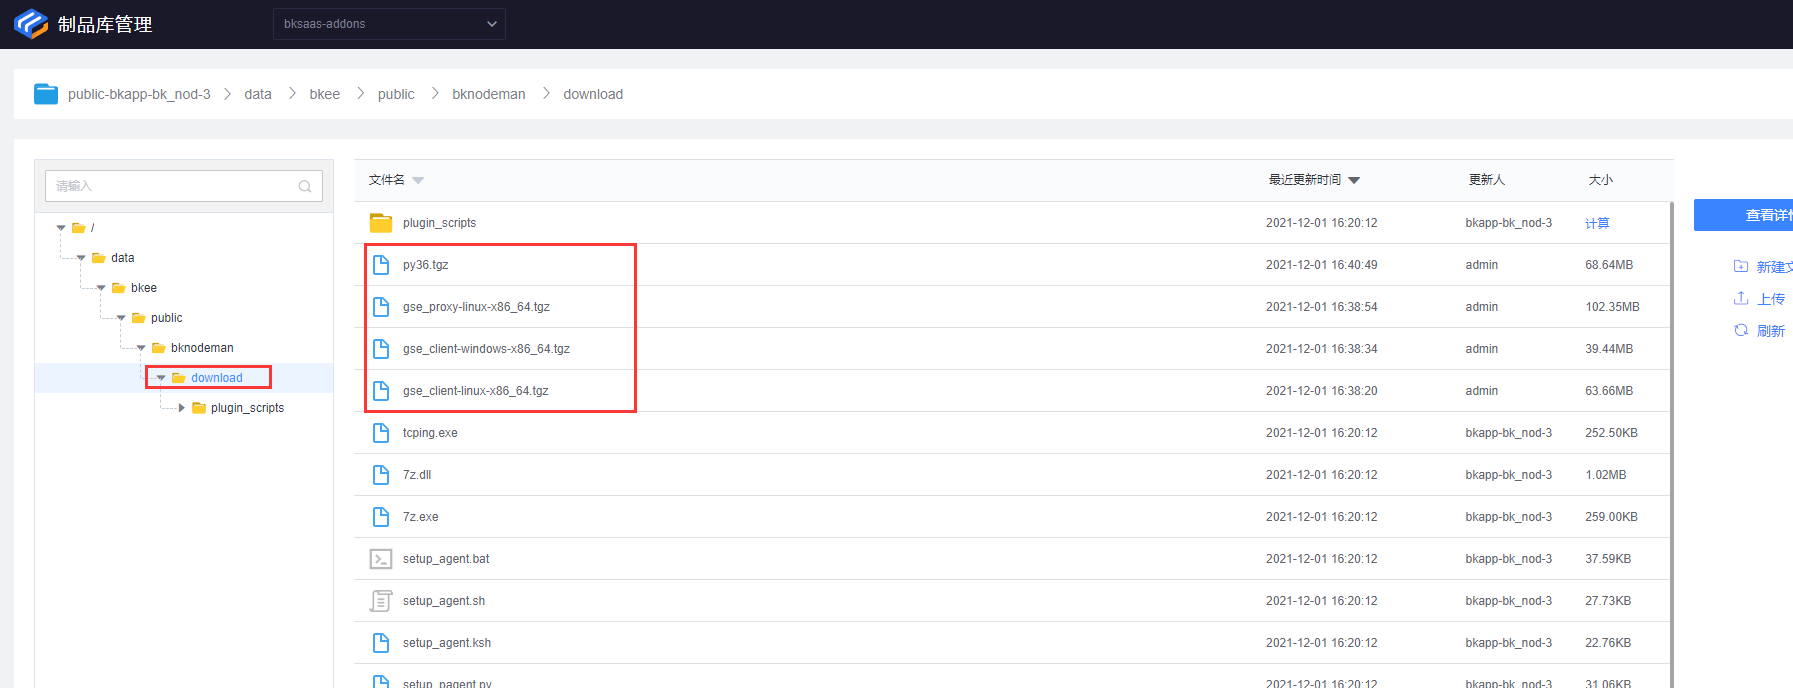 制品库管理
bksaas-addons
public-bkapp-bk_nod-3 > data > bkee > public > bknodeman > download
请输入
/
data
bkee
public
bknodeman
download
plugin_scripts
文件名 最近更新时间 更新人 大小
plugin_scripts 2021-12-01 16:20:12 bkapp-bk_nod-3 计算
py36.tgz 2021-12-01 16:40:49 admin 68.64MB
gse_proxy-linux-x86_64.tgz 2021-12-01 16:38:54 admin 102.35MB
gse_client-windows-x86_64.tgz 2021-12-01 16:38:34 admin 39.44MB
gse_client-linux-x86_64.tgz 2021-12-01 16:38:20 admin 63.66MB
tcping.exe 2021-12-01 16:20:12 bkapp-bk_nod-3 252.50KB
7z.dll 2021-12-01 16:20:12 bkapp-bk_nod-3 1.02MB
7z.exe 2021-12-01 16:20:12 bkapp-bk_nod-3 259.00KB
setup_agent.bat 2021-12-01 16:20:12 bkapp-bk_nod-3 37.59KB
setup_agent.sh 2021-12-01 16:20:12 bkapp-bk_nod-3 27.73KB
setup_agent.ksh 2021-12-01 16:20:12 bkapp-bk_nod-3 22.76KB
setup_pagent.py 2021-12-01 16:20:12 bkapp-bk_nod-3 31.06KB
查看详
新建
上传
刷新